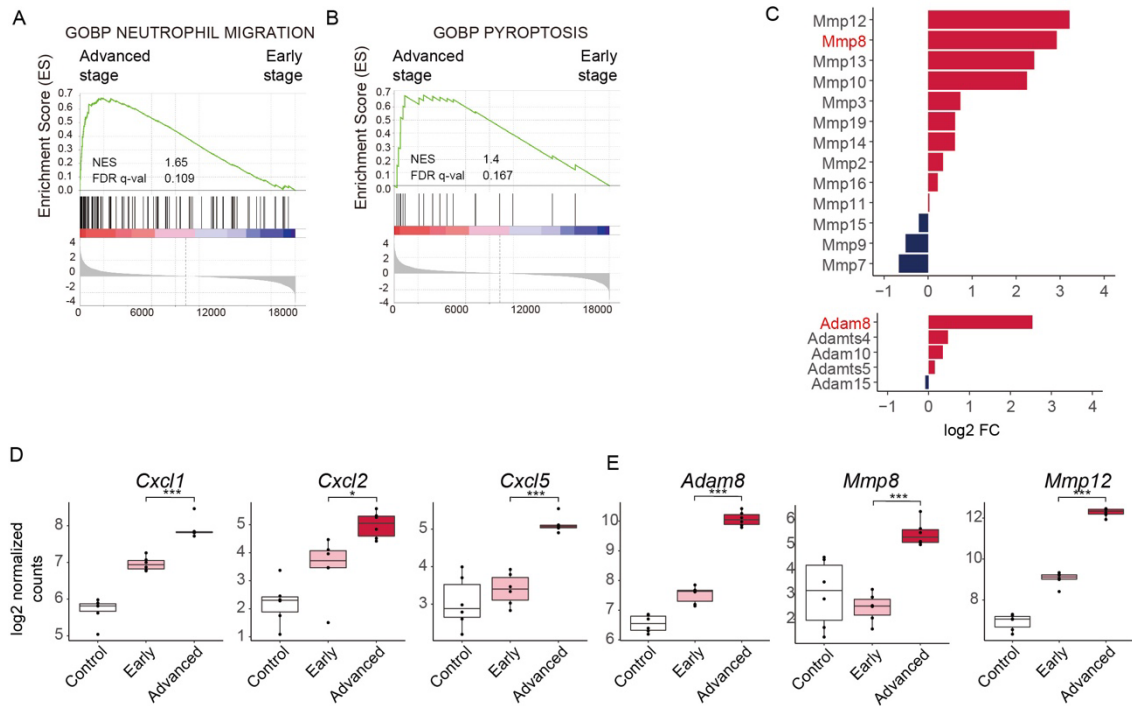 A
GOBP NEUTROPHIL MIGRATION
Advanced stage
Early stage
Enrichment Score (ES)
0.7
0.6
0.5
0.4
0.3
0.2
0.1
0.0
NES 1.65
FDR q-val 0.109
4
2
0
-2
-4
0 6000 12000 18000
B
GOBP PYROPTOSIS
Advanced stage
Early stage
Enrichment Score (ES)
0.7
0.6
0.5
0.4
0.3
0.2
0.1
0.0
NES 1.4
FDR q-val 0.167
4
2
0
-2
-4
0 6000 12000 18000
C
Mmp12
Mmp8
Mmp13
Mmp10
Mmp3
Mmp19
Mmp14
Mmp2
Mmp16
Mmp11
Mmp15
Mmp9
Mmp7
−1 0 1 2 3 4
Adam8
Adamts4
Adam10
Adamts5
Adam15
−1 0 1 2 3 4
log2 FC
D
log2 normalized
counts
Cxcl1
***
8
7
6
5
Control Early Advanced
Cxcl2
*
5
4
3
2
1
Control Early Advanced
Cxcl5
***
5
3
Control Early Advanced
E
Adam8
***
10
9
8
7
6
Control Early Advanced
Mmp8
***
6
5
4
3
2
1
Control Early Advanced
Mmp12
***
12
10
8
Control Early Advanced